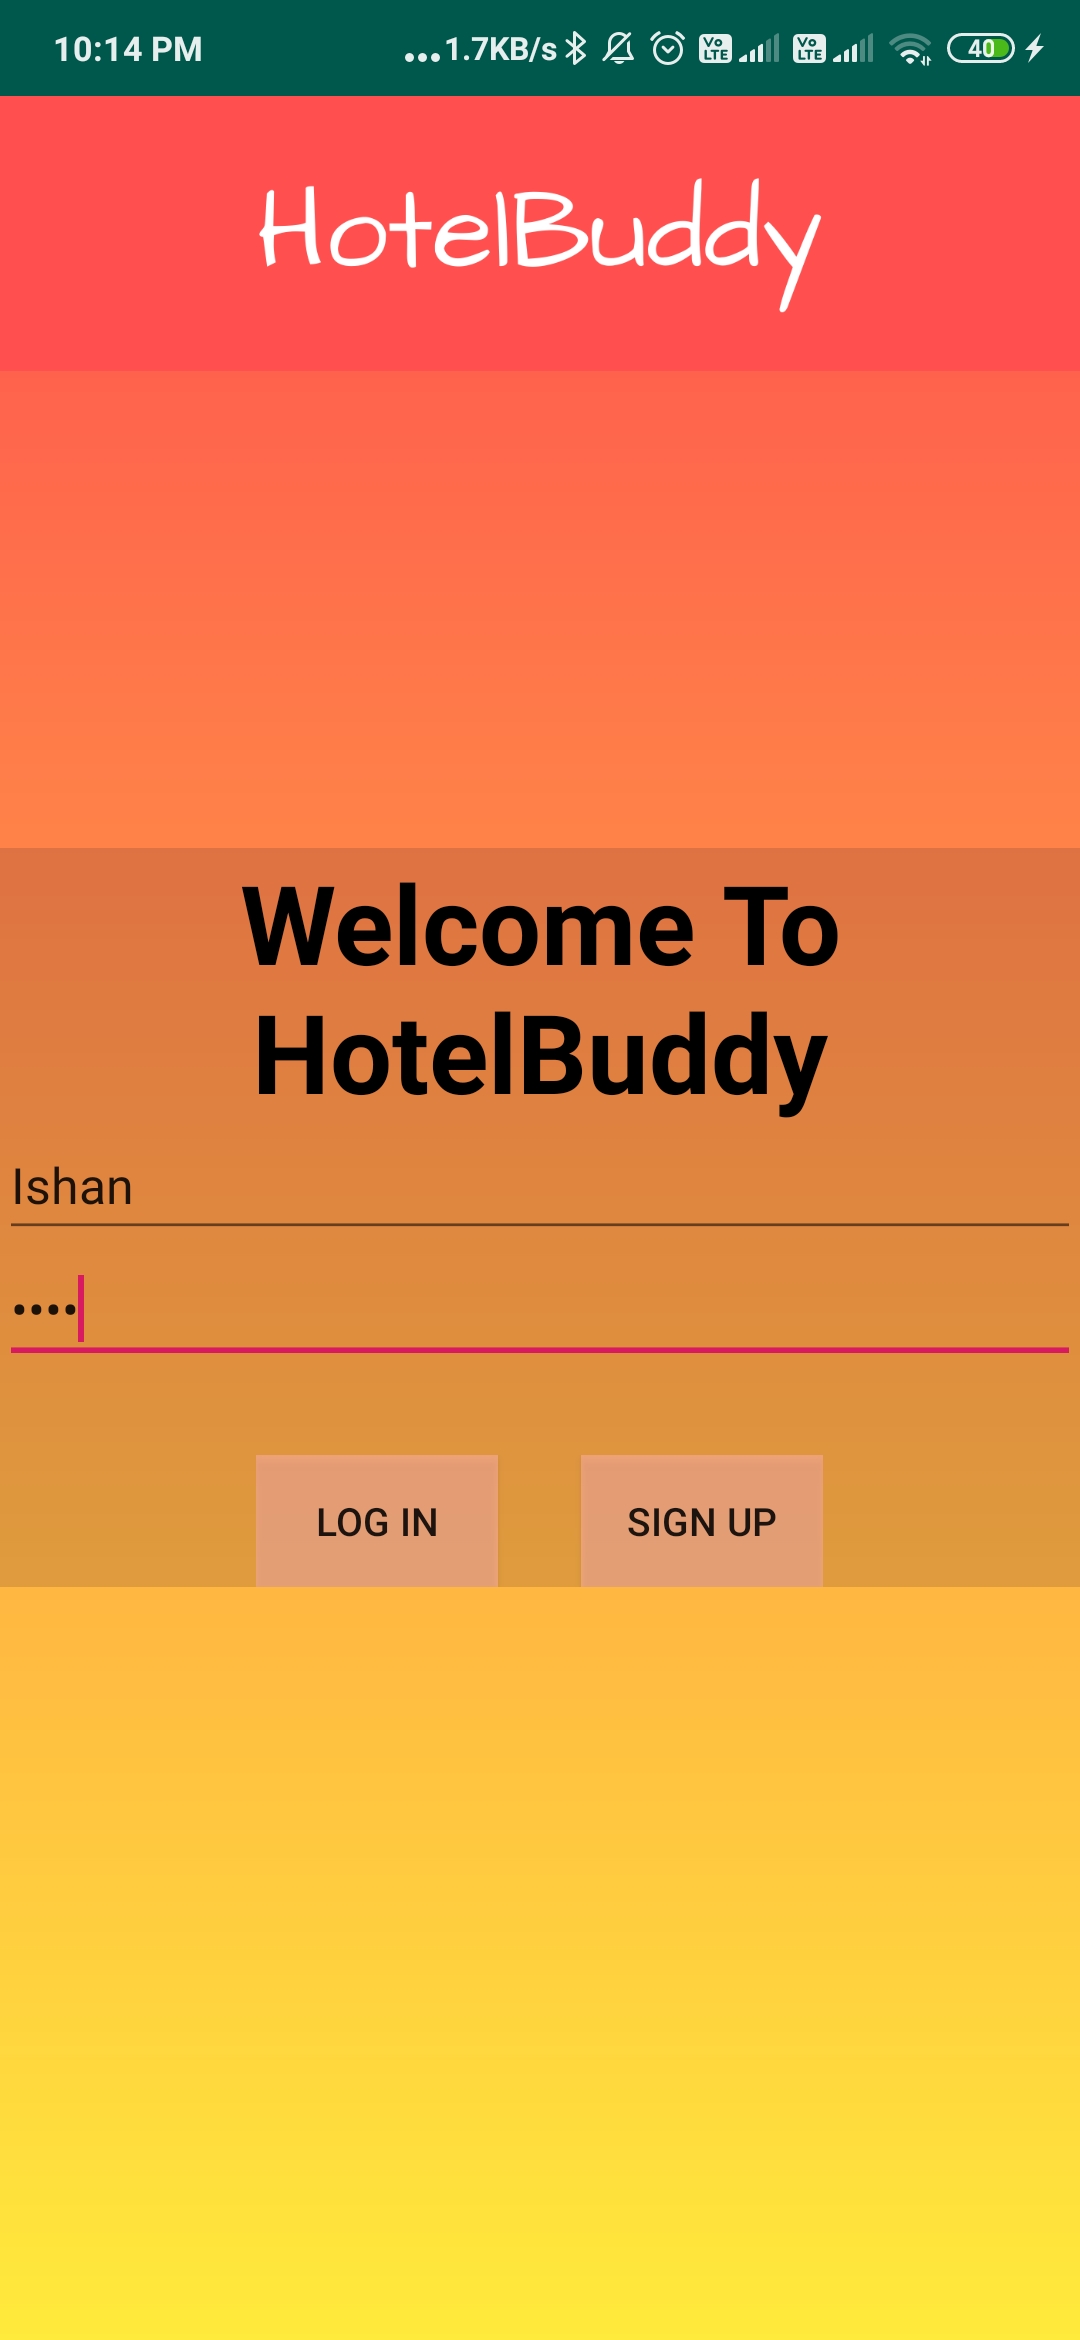 10:14 PM ...1.7KB/s Vo LTE Vo LTE 40
HotelBuddy
Welcome To
HotelBuddy
Ishan
••••
LOG IN SIGN UP